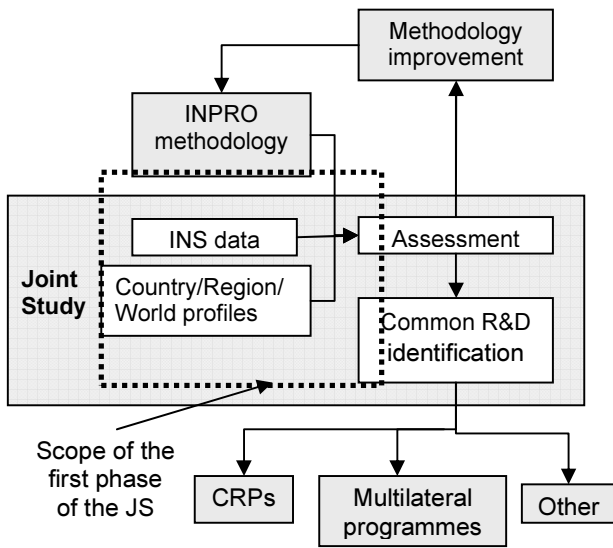 Methodology
improvement
INPRO
methodology
INS data
Assessment
Joint
Study
Country/Region/
World profiles
Common R&D
identification
Scope of the
first phase
of the JS
CRPs
Multilateral
programmes
Other